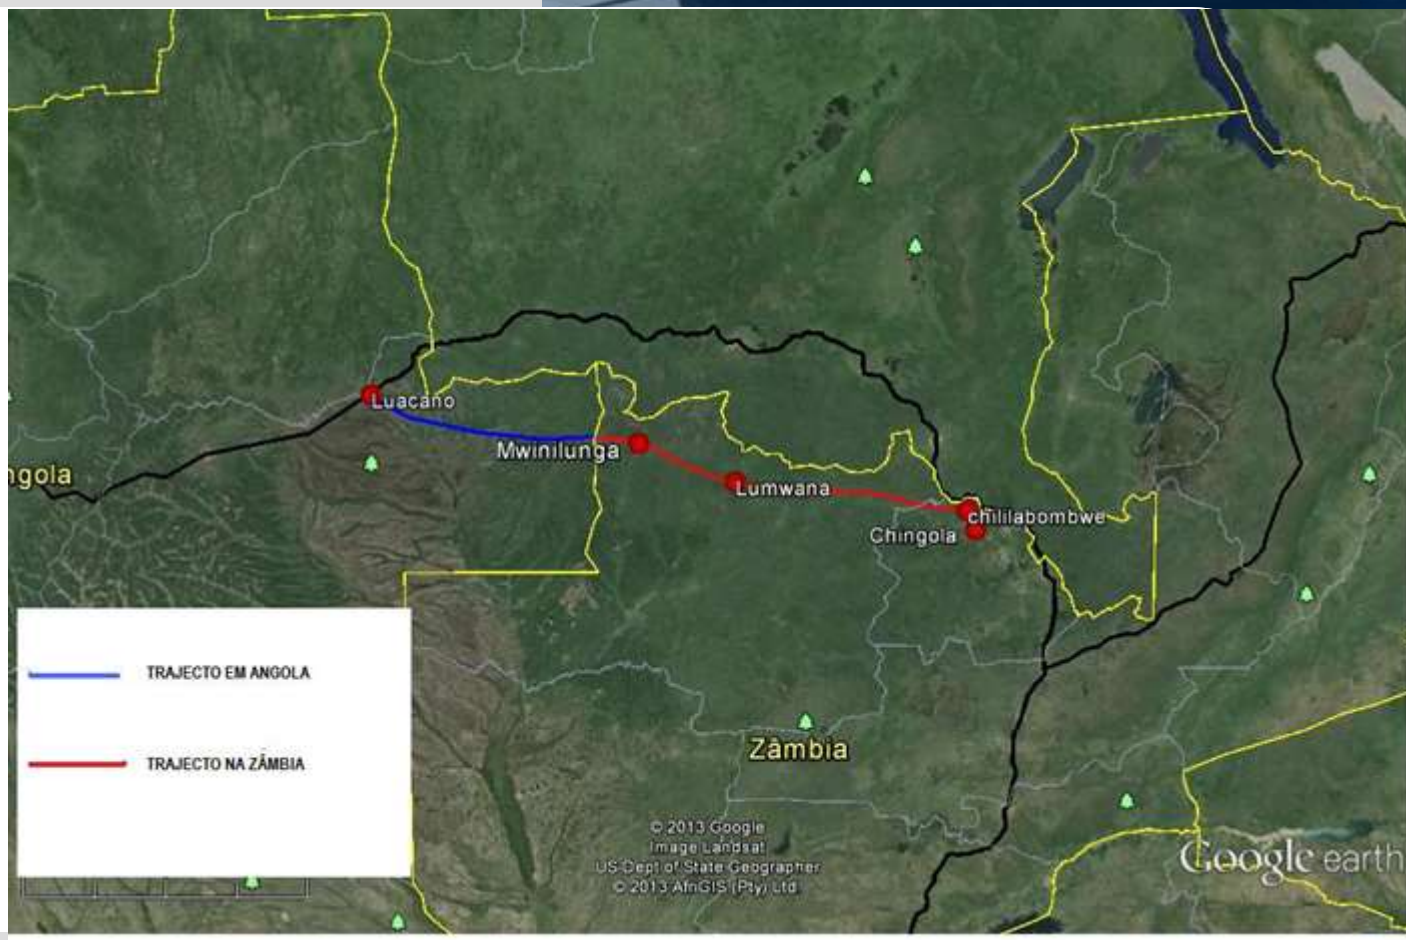 Luacano
Mwinilunga
Lumwana
chililabombwe
Chingola
ngola
TRAJECTO EM ANGOLA
TRAJECTO NA ZÂMBIA
Zâmbia
© 2013 Google
Image Landsat
US Dept of State Geographer
© 2013 AfriGIS (Pty) Ltd.
Google earth